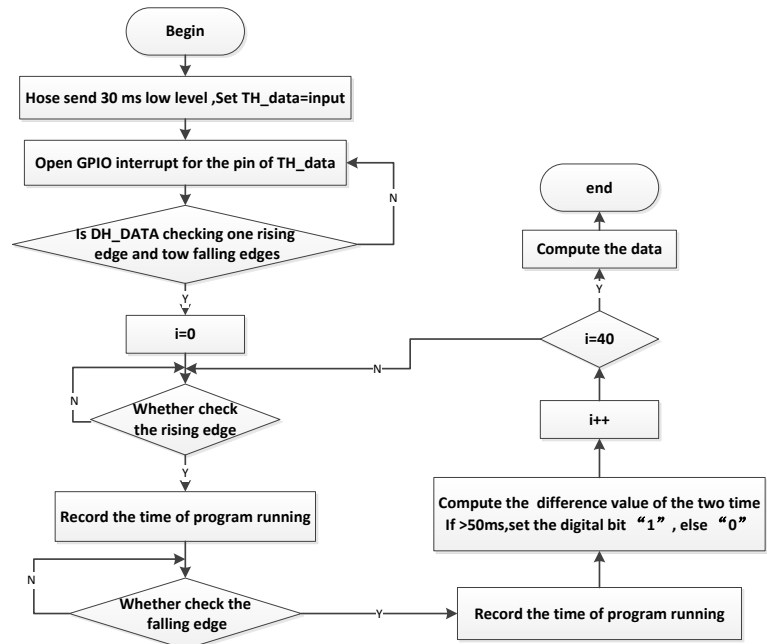 Begin
Hose send 30 ms low level ,Set TH_data=input
Open GPIO interrupt for the pin of TH_data
N
Is DH_DATA checking one rising
edge and tow falling edges
Y
i=0
N
Whether check
the rising edge
Y
Record the time of program running
N
Whether check the
falling edge
Y
Record the time of program running
Compute the difference value of the two time
If >50ms,set the digital bit “1”, else “0”
i++
i=40
N
Y
Compute the data
end